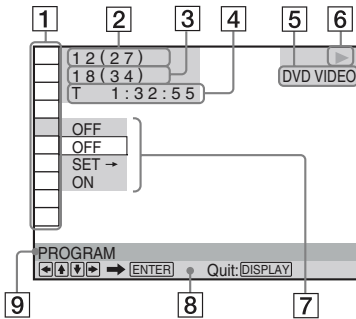 1 2 3 4 5 6
12(27)
18(34)
T 1:32:55
DVD VIDEO
OFF
OFF
SET →
ON
PROGRAM
ENTER Quit: DISPLAY
9 8 7